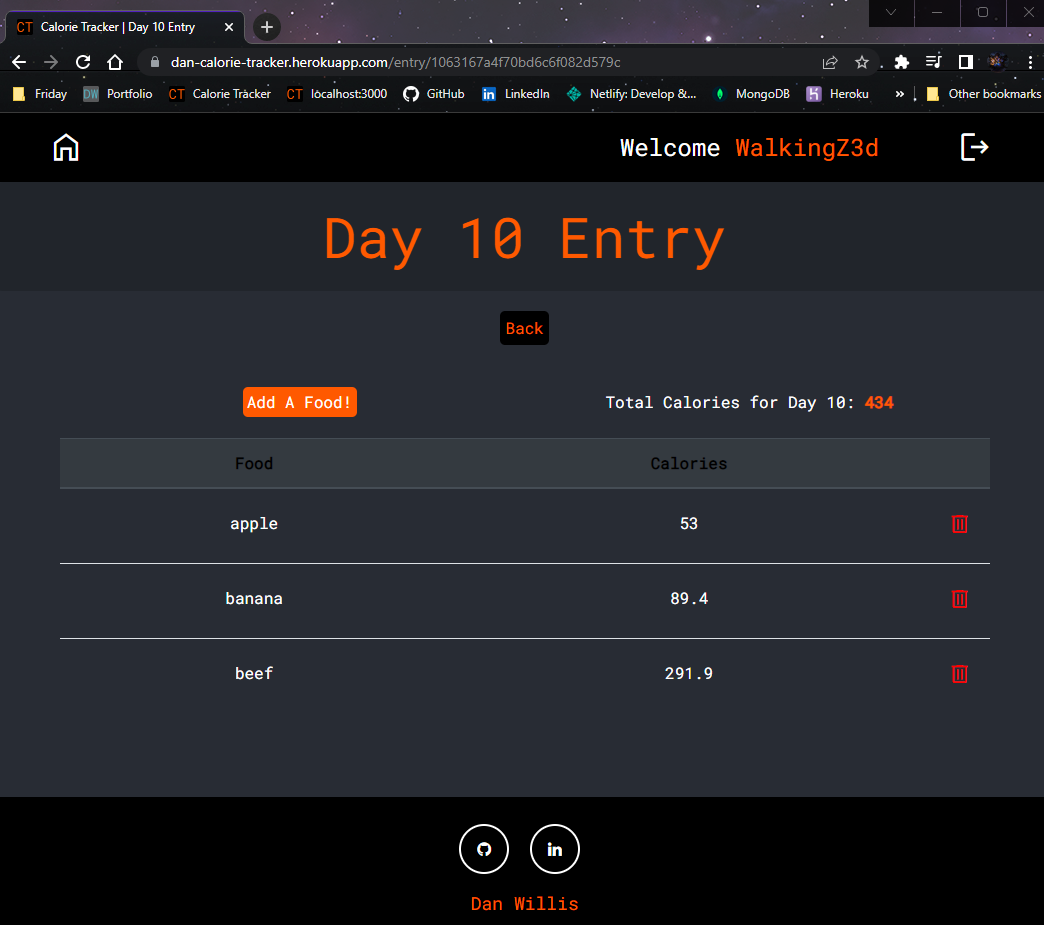 CT Calorie Tracker | Day 10 Entry
dan-calorie-tracker.herokuapp.com/entry/1063167a4f70bd6c6f082d579c
Friday DW Portfolio CT Calorie Tracker CT localhost:3000 GitHub in LinkedIn Netlify: Develop &... MongoDB H Heroku » Other bookmarks
Welcome WalkingZ3d
Day 10 Entry
Back
Add A Food! Total Calories for Day 10: 434
Food Calories
apple 53
banana 89.4
beef 291.9
in
Dan Willis